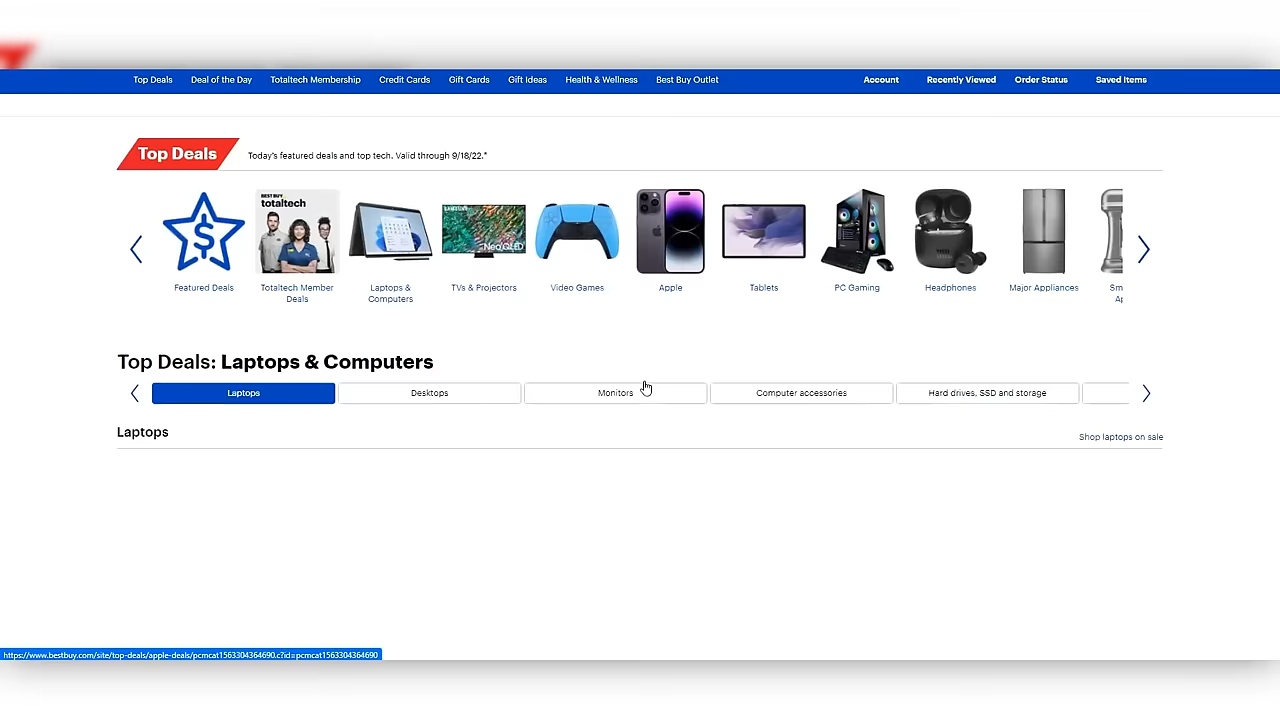 Top Deals Deal of the Day Totaltech Membership Credit Cards Gift Cards Gift Ideas Health & Wellness Best Buy Outlet Account Recently Viewed Order Status Saved Items
Top Deals Today's featured deals and top tech. Valid through 9/18/22.*
BEST BUY
totaltech
Neo QLED
Featured Deals
Totaltech Member
Deals
Laptops &
Computers
TVs & Projectors
Video Games
Apple
Tablets
PC Gaming
Headphones
Major Appliances
Sm
Ap
Top Deals: Laptops & Computers
Laptops Desktops Monitors Computer accessories Hard drives, SSD and storage
Laptops Shop laptops on sale
https://www.bestbuy.com/site/top-deals/apple-deals/pcmcat1563304364690.c?id=pcmcat1563304364690